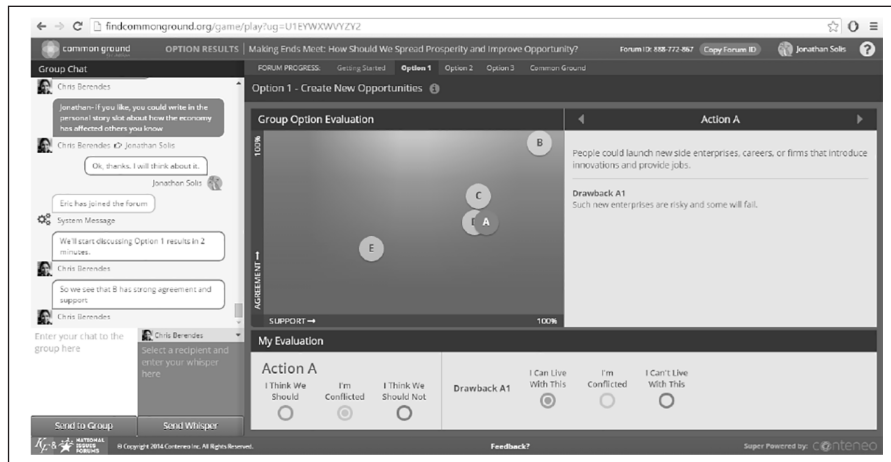 findcommonground.org/game/play?ug=U1EYWXWVYZY2
common ground
OPTION RESULTS | Making Ends Meet: How Should We Spread Prosperity and Improve Opportunity?
Forum ID: 888-772-867
Copy Forum ID
Jonathan Solis
?
Group Chat
FORUM PROGRESS:
Getting Started
Option 1
Option 2
Option 3
Common Ground
Chris Berendes
Jonathan- if you like, you could write in the
personal story slot about how the economy
has affected others you know
Chris Berendes
Jonathan Solis
Ok, thanks, I will think about it.
Jonathan Solis
Eric has joined the forum
System Message
We'll start discussing Option 1 results in 2
minutes.
Chris Berendes
So we see that B has strong agreement and
support
Chris Berendes
Enter your chat to the
group here
Chris Berendes
Select a recipient and
enter your whisper
here
Send to Group
Send Whisper
Option 1 - Create New Opportunities
Group Option Evaluation
100%
AGREEMENT →
B
C
A
E
SUPPORT →
100%
Action A
People could launch new side enterprises, careers, or firms that introduce
innovations and provide jobs.
Drawback A1
Such new enterprises are risky and some will fail.
My Evaluation
Action A
I Think We
Should
I'm
Conflicted
I Think We
Should Not
Drawback A1
I Can Live
With This
I'm
Conflicted
I Can't Live
With This
NATIONAL
ISSUES
FORUMS
© Copyright 2014 Conteneo Inc. All Rights Reserved.
Feedback?
Super Powered by: conteneo